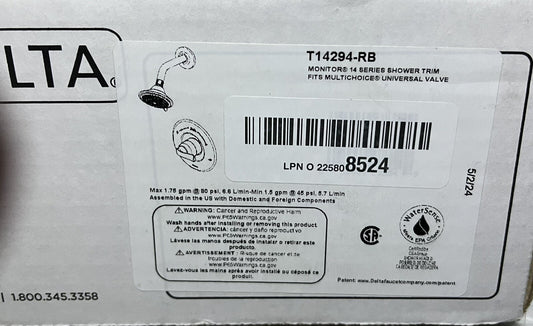 LTA®
T14294-RB
MONITOR® 14 SERIES SHOWER TRIM
FITS MULTICHOICE® UNIVERSAL VALVE
LPN O 225808524
5/2/24
Max 1.75 gpm @ 80 psi, 6.6 L/min-Min 1.5 gpm @ 45 psi, 5.7 L/min
Assembled in the US with Domestic and Foreign Components
WARNING: Cancer and Reproductive Harm
www.P65Warnings.ca.gov
Wash hands after installing or removing this product.
ADVERTENCIA: cáncer y daño reproductivo
www.P65Warnings.ca.gov
Lávese las manos después de instalar o retirar este
producto.
AVERTISSEMENT : Risque de cancer et
troubles de la reproduction
www.P65Warnings.ca.gov
Lavez-vous les mains après avoir installé ou déposé ce
produit.
WaterSense
Meets EPA Criteria
Patent: www.Deltafaucetcompany.com/patent
| 1.800.345.3358